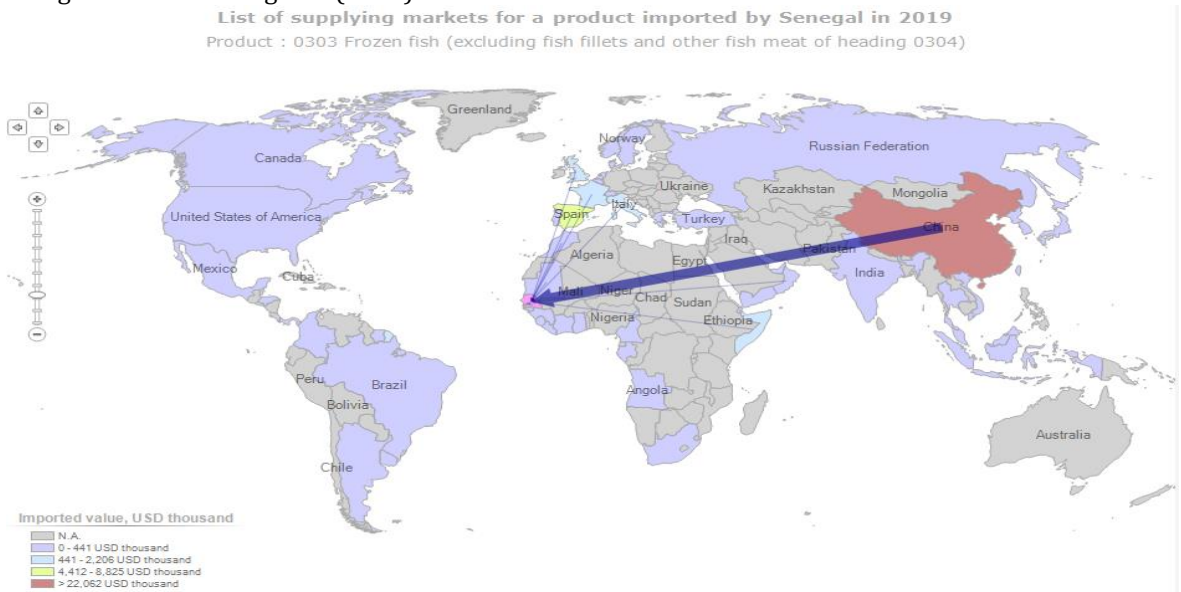 List of supplying markets for a product imported by Senegal in 2019
Product : 0303 Frozen fish (excluding fish fillets and other fish meat of heading 0304)
Greenland
Norway
Russian Federation
Canada
Ukraine
Kazakhstan
Mongolia
Italy
United States of America
Spain
Turkey
China
Iraq
Pakistan
Algeria
Egypt
Mexico
Cuba
India
Mali
Niger
Chad
Sudan
Nigeria
Ethiopia
Peru
Brazil
Angola
Bolivia
Australia
Chile
Imported value, USD thousand
N.A.
0 - 441 USD thousand
441 - 2,206 USD thousand
4,412 - 8,825 USD thousand
> 22,062 USD thousand